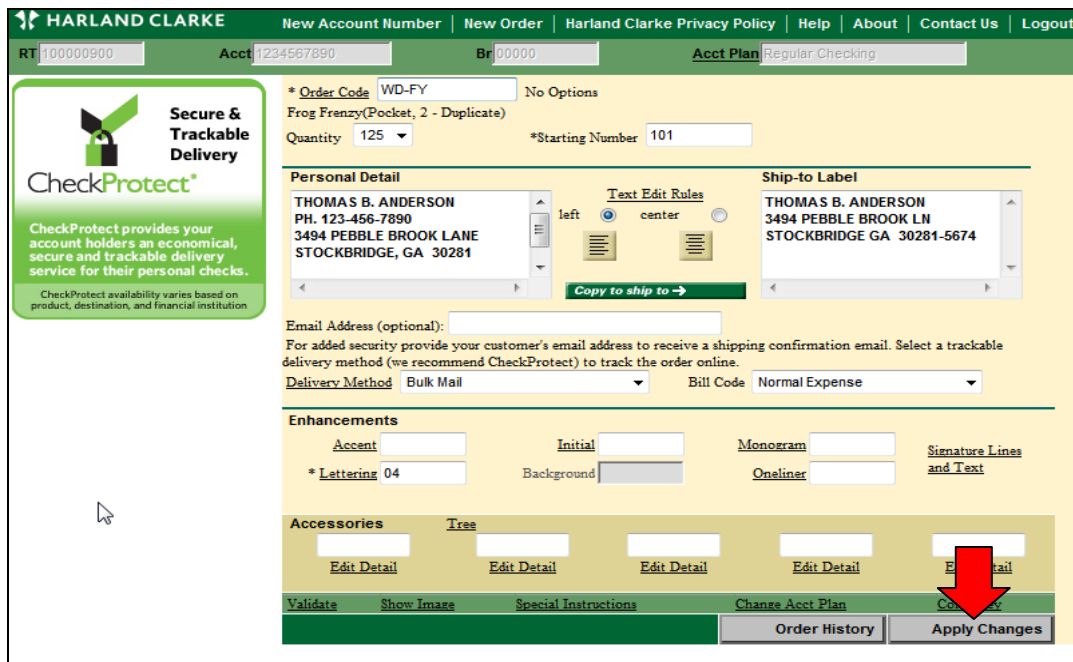 HARLAND CLARKE
New Account Number | New Order | Harland Clarke Privacy Policy | Help | About | Contact Us | Logout
RT 100000900 Acct 1234567890 Br 00000 Acct Plan Regular Checking
Secure &
Trackable
Delivery
CheckProtect
CheckProtect provides your
account holders an economical,
secure and trackable delivery
service for their personal checks.
CheckProtect availability varies based on
product, destination, and financial institution
* Order Code WD-FY No Options
Frog Frenzy(Pocket, 2 - Duplicate)
Quantity 125 *Starting Number 101
Personal Detail
THOMAS B. ANDERSON
PH. 123-456-7890
3494 PEBBLE BROOK LANE
STOCKBRIDGE, GA 30281
Text Edit Rules
left center
Copy to ship to
Ship-to Label
THOMAS B. ANDERSON
3494 PEBBLE BROOK LN
STOCKBRIDGE GA 30281-5674
Email Address (optional):
For added security provide your customer's email address to receive a shipping confirmation email. Select a trackable
delivery method (we recommend CheckProtect) to track the order online.
Delivery Method Bulk Mail Bill Code Normal Expense
Enhancements
Accent Initial Monogram Signature Lines
and Text
* Lettering 04 Background Oneliner
Accessories Tree
Edit Detail Edit Detail Edit Detail Edit Detail
Validate Show Image Special Instructions Change Acct Plan
Order History Apply Changes